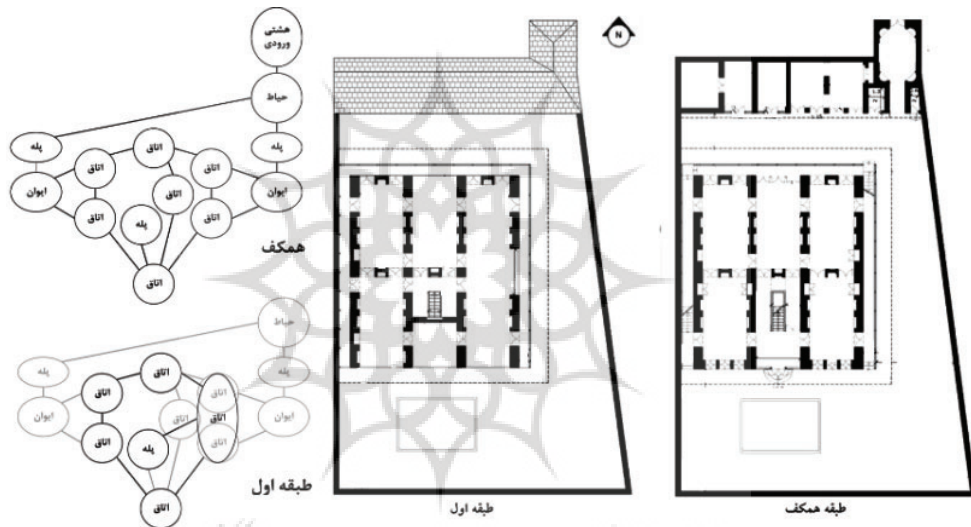 هشتی
ورودی
حیاط
پله
پله
اتاق
اتاق
اتاق
ایوان
اتاق
ایوان
اتاق
پله
اتاق
همکف
اتاق
حیاط
پله
پله
اتاق
اتاق
اتاق
ایوان
اتاق
اتاق
ایوان
اتاق
پله
اتاق
طبقه اول
اتاق
N
طبقه اول
طبقه همکف